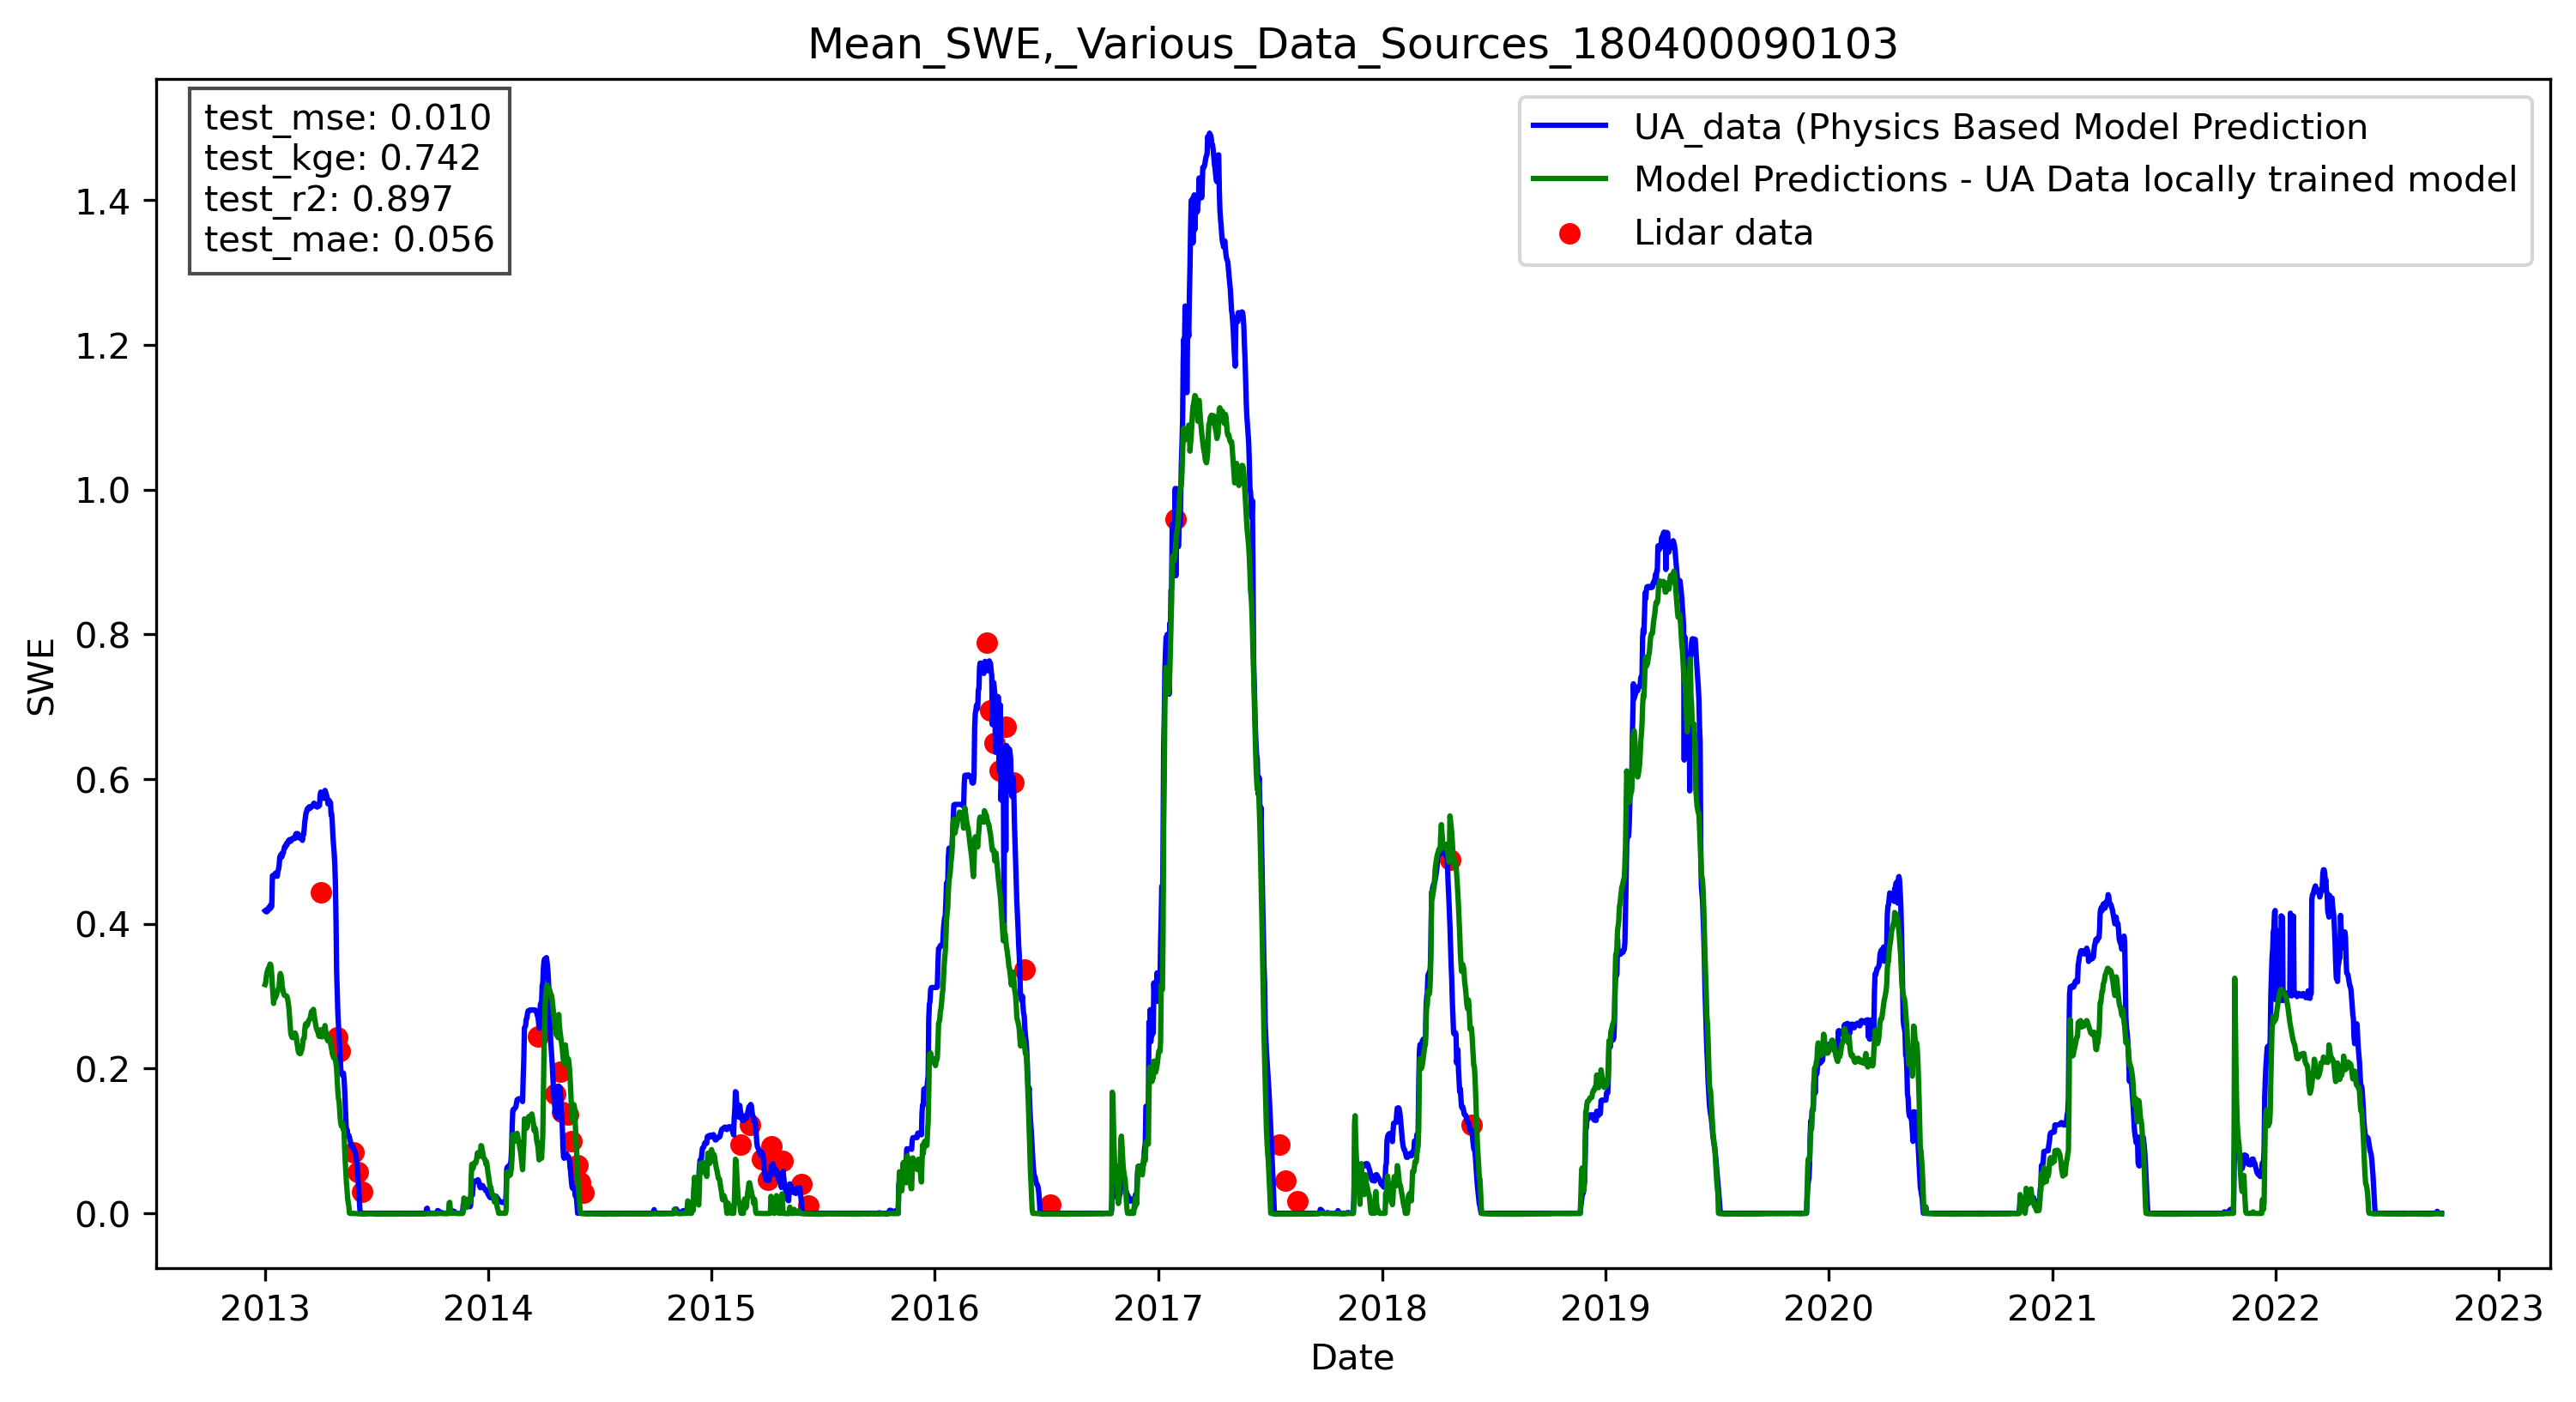 Mean_SWE,_Various_Data_Sources_180400090103
test_mse: 0.010
test_kge: 0.742
test_r2: 0.897
test_mae: 0.056
UA_data (Physics Based Model Prediction
Model Predictions - UA Data locally trained model
Lidar data
SWE
1.4
1.2
1.0
0.8
0.6
0.4
0.2
0.0
2013 2014 2015 2016 2017 2018 2019 2020 2021 2022 2023
Date